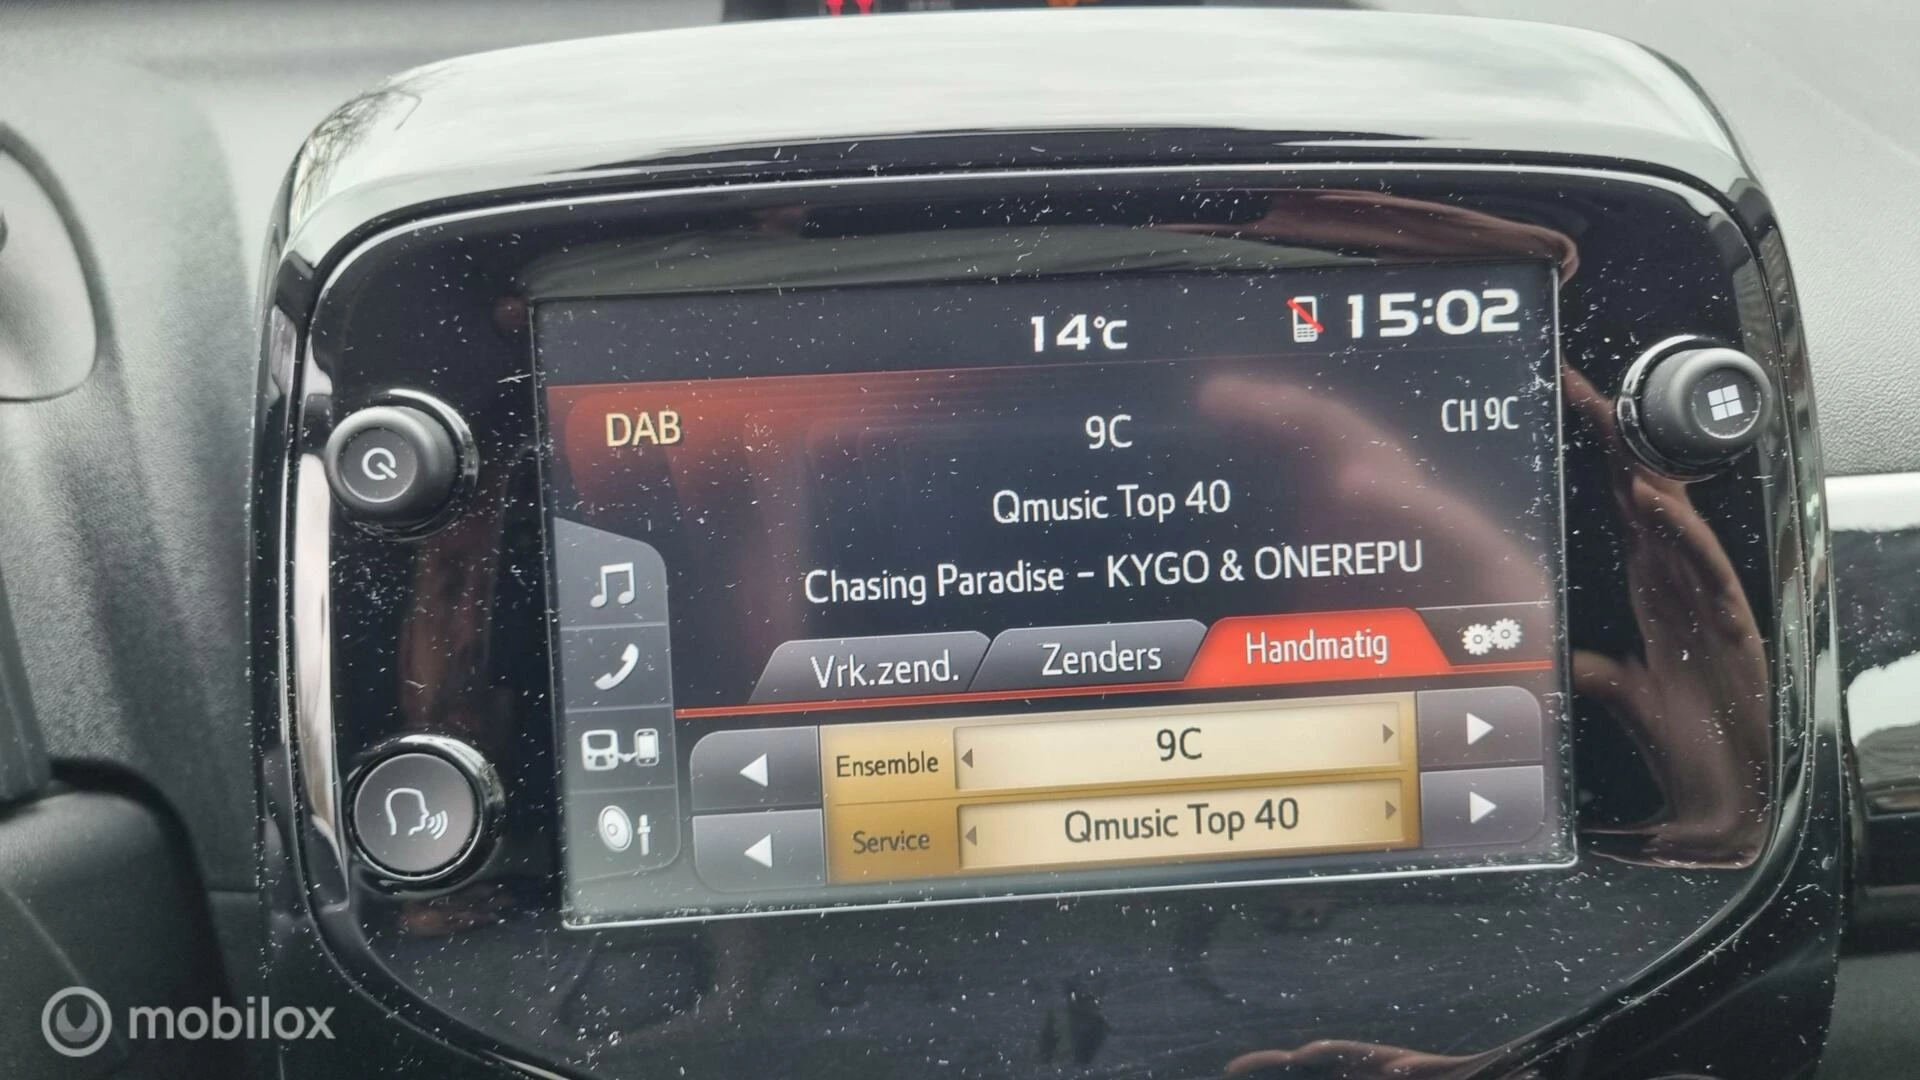 14°C
15:02
DAB
9C
CH 9C
Qmusic Top 40
Chasing Paradise - KYGO & ONEREPU
Vrk.zend.
Zenders
Handmatig
Ensemble
9C
Service
Qmusic Top 40
mobilox